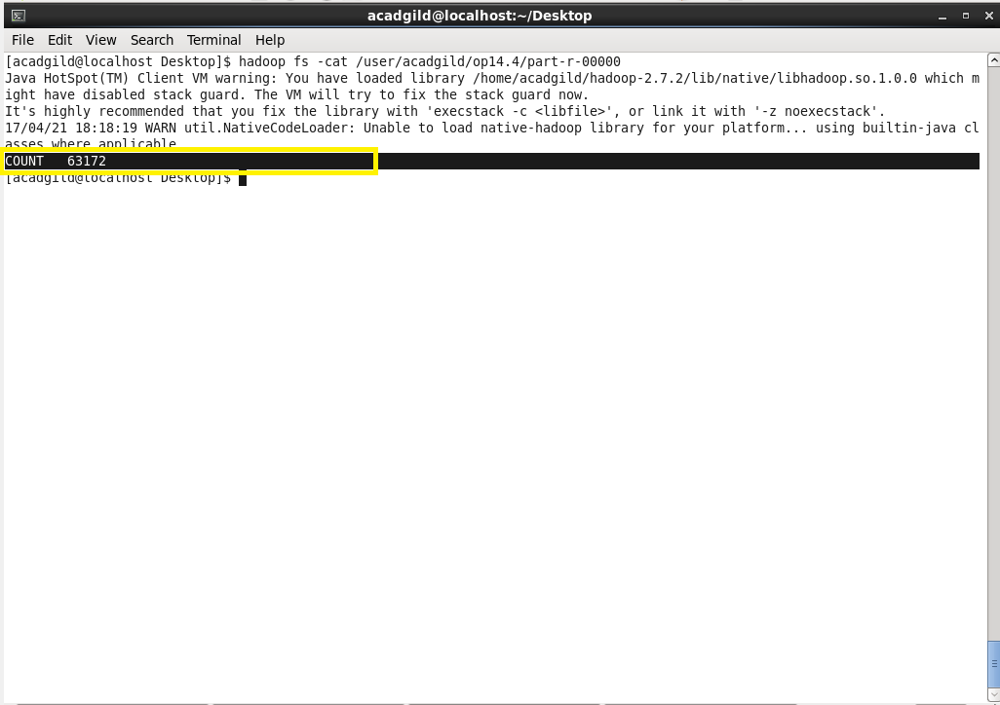 acadgild@localhost:~/Desktop
File Edit View Search Terminal Help
[acadgild@localhost Desktop]$ hadoop fs -cat /user/acadgild/op14.4/part-r-00000
Java HotSpot(TM) Client VM warning: You have loaded library /home/acadgild/hadoop-2.7.2/lib/native/libhadoop.so.1.0.0 which m
ight have disabled stack guard. The VM will try to fix the stack guard now.
It's highly recommended that you fix the library with 'execstack -c <libfile>', or link it with '-z noexecstack'.
17/04/21 18:18:19 WARN util.NativeCodeLoader: Unable to load native-hadoop library for your platform... using builtin-java cl
asses where applicable
COUNT 63172
[acadgild@localhost Desktop]$